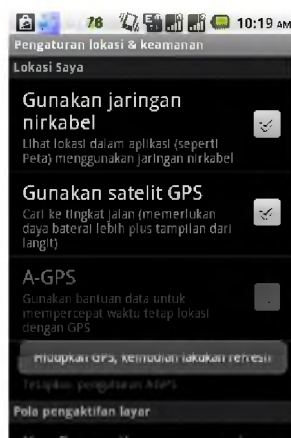 76 10:19 AM
Pengaturan lokasi & keamanan
Lokasi Saya
Gunakan jaringan
nirkabel
Lihat lokasi dalam aplikasi (seperti
Peta) menggunakan jaringan nirkabel
Gunakan satelit GPS
Cari ke tingkat jalan (memerlukan
daya baterai lebih plus tampilan dari
langit)
A-GPS
Gunakan bantuan data untuk
mempercepat waktu tetap lokasi
dengan GPS
Hidupkan GPS, kemudian lakukan refresh
Tetapkan pengaturan AGPS
Pola pengaktifan layar